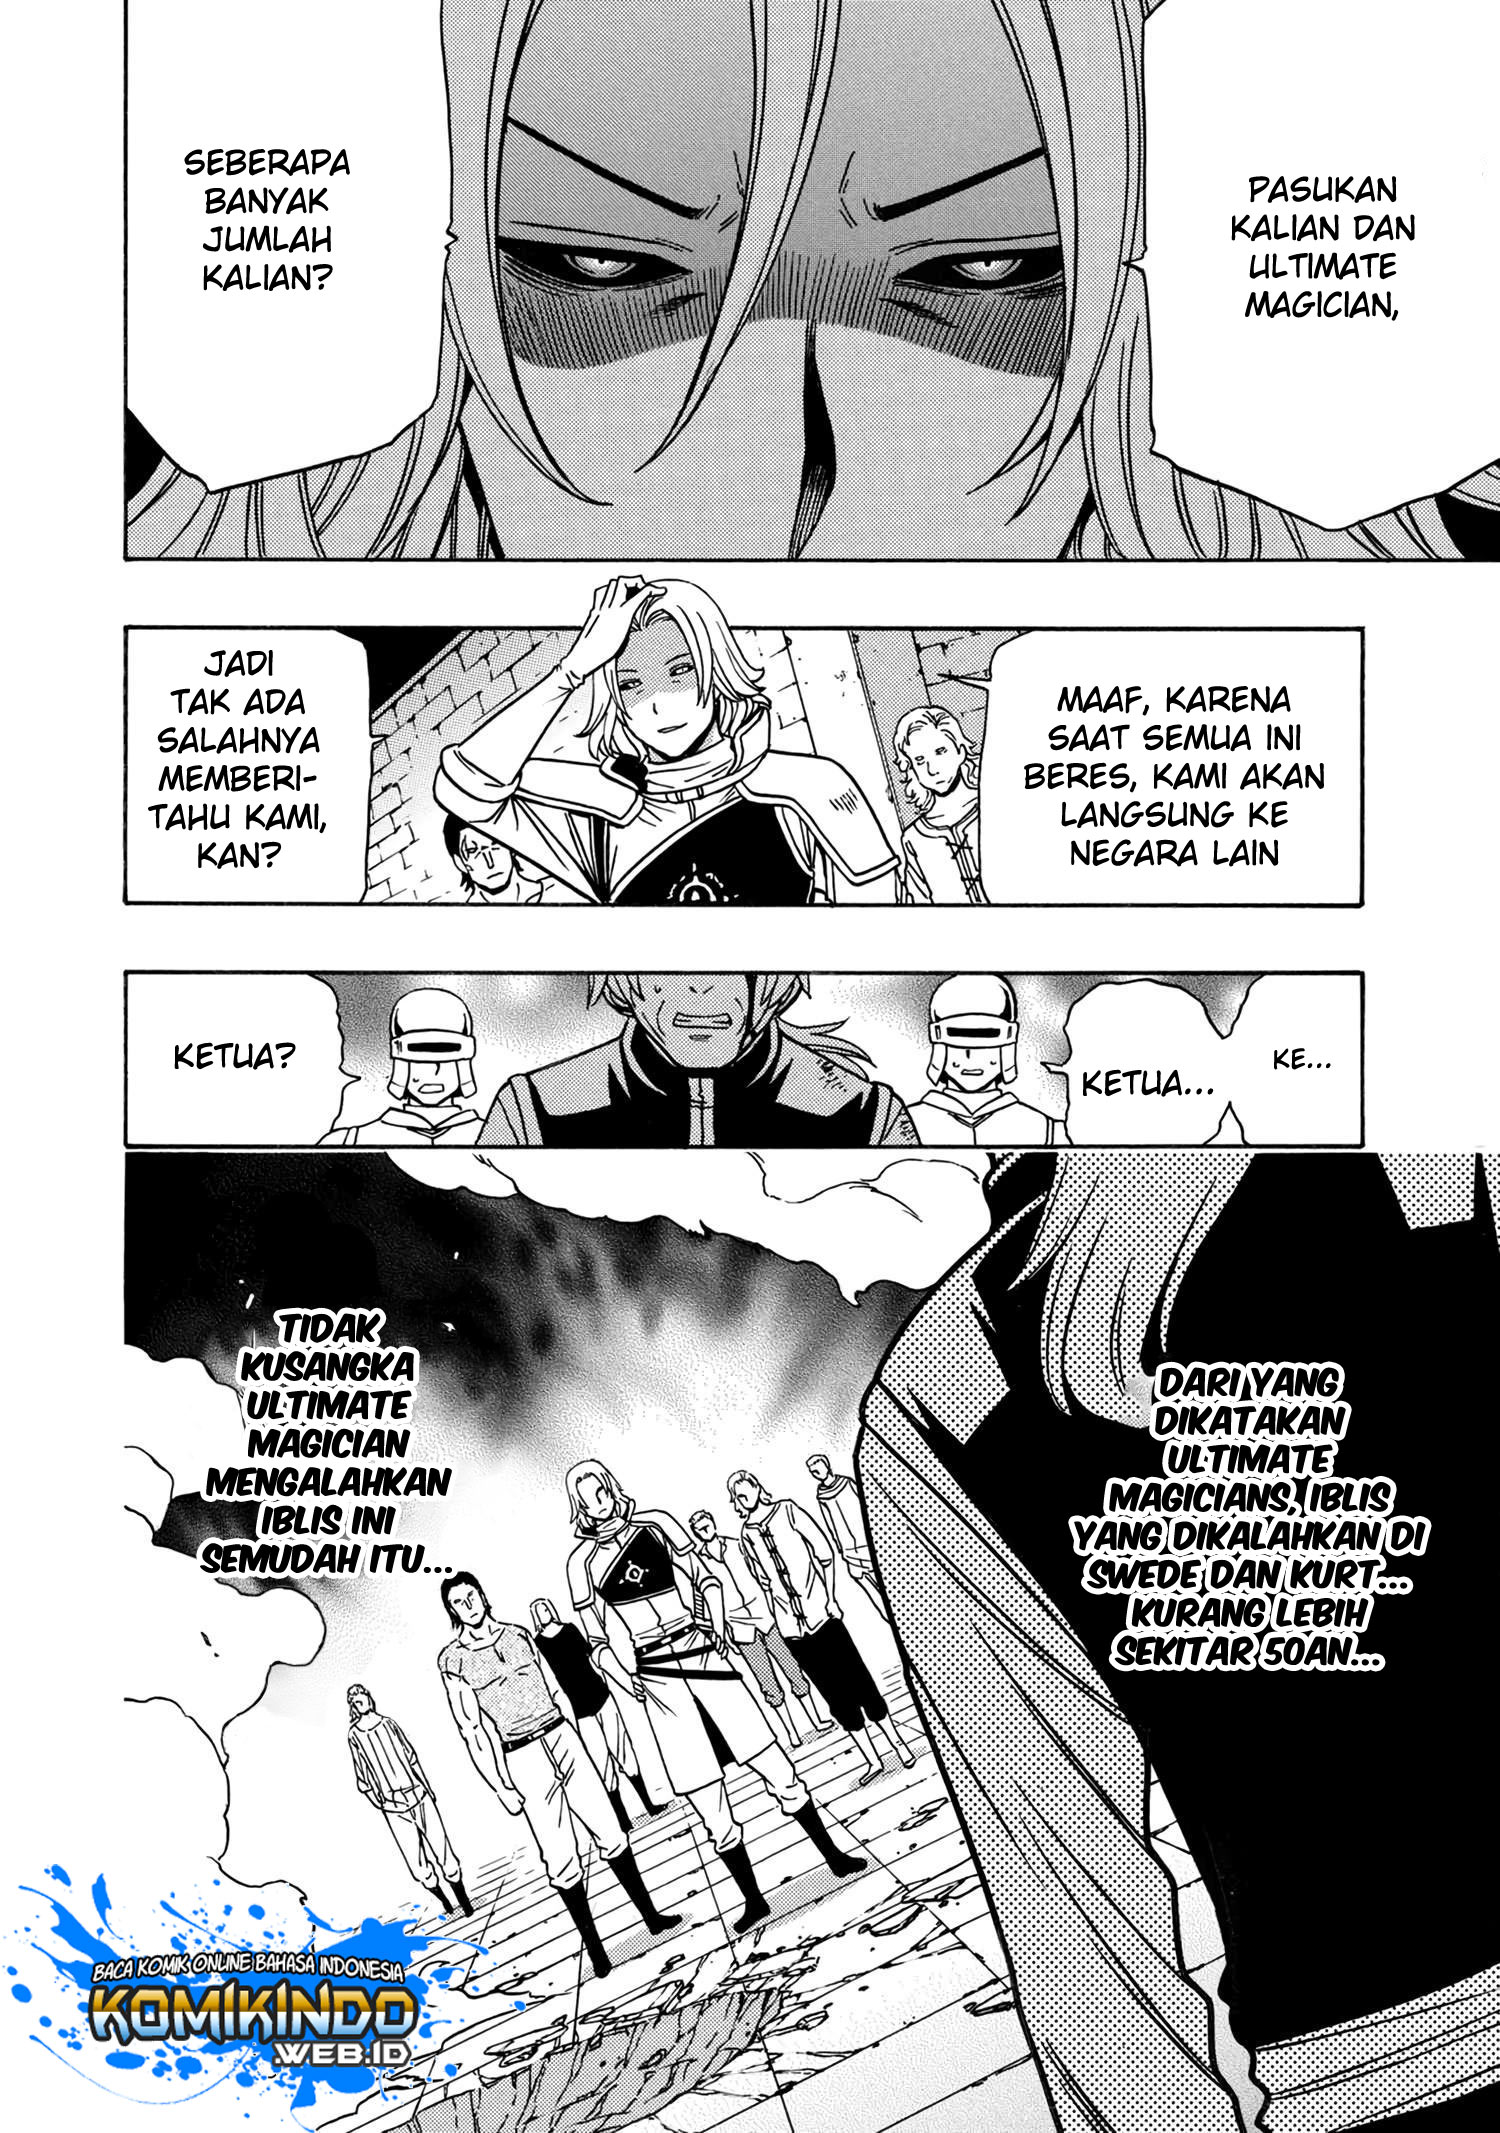 PASUKAN
KALIAN DAN
ULTIMATE
MAGICIAN,
SEBERAPA
BANYAK
JUMLAH
KALIAN?
MAAF, KARENA
SAAT SEMUA INI
BERES, KAMI AKAN
LANGSUNG KE
NEGARA LAIN
JADI
TAK ADA
SALAHNYA
MEMBERI-
TAHU KAMI,
KAN?
KE...
KETUA...
KETUA?
DARI YANG
DIKATAKAN
ULTIMATE
MAGICIANS, IBLIS
YANG DIKALAHKAN DI
SWEDE DAN KURT...
KURANG LEBIH
SEKITAR 50AN...
TIDAK
KUSANGKA
ULTIMATE
MAGICIAN
MENGALAHKAN
IBLIS INI
SEMUDAH ITU...
BACA KOMIK ONLINE BAHASA INDONESIA
KOMIKINDO
.WEB.ID